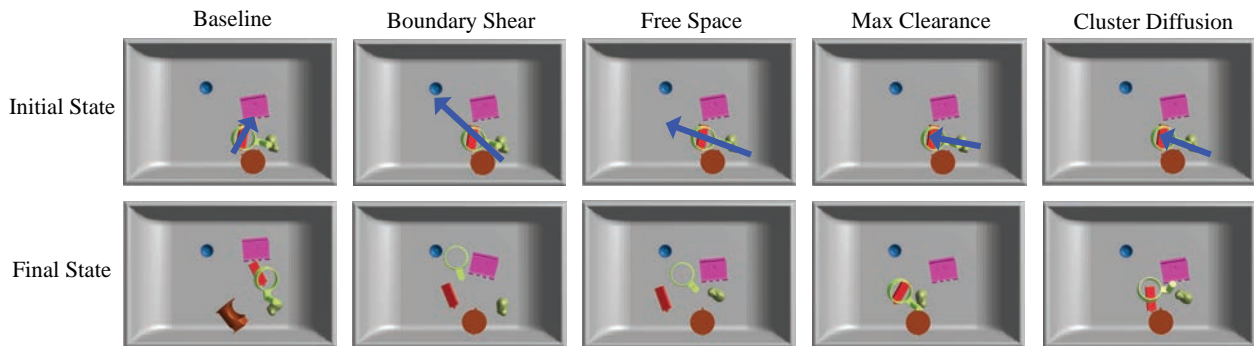 Baseline
Boundary Shear
Free Space
Max Clearance
Cluster Diffusion
Initial State
Final State